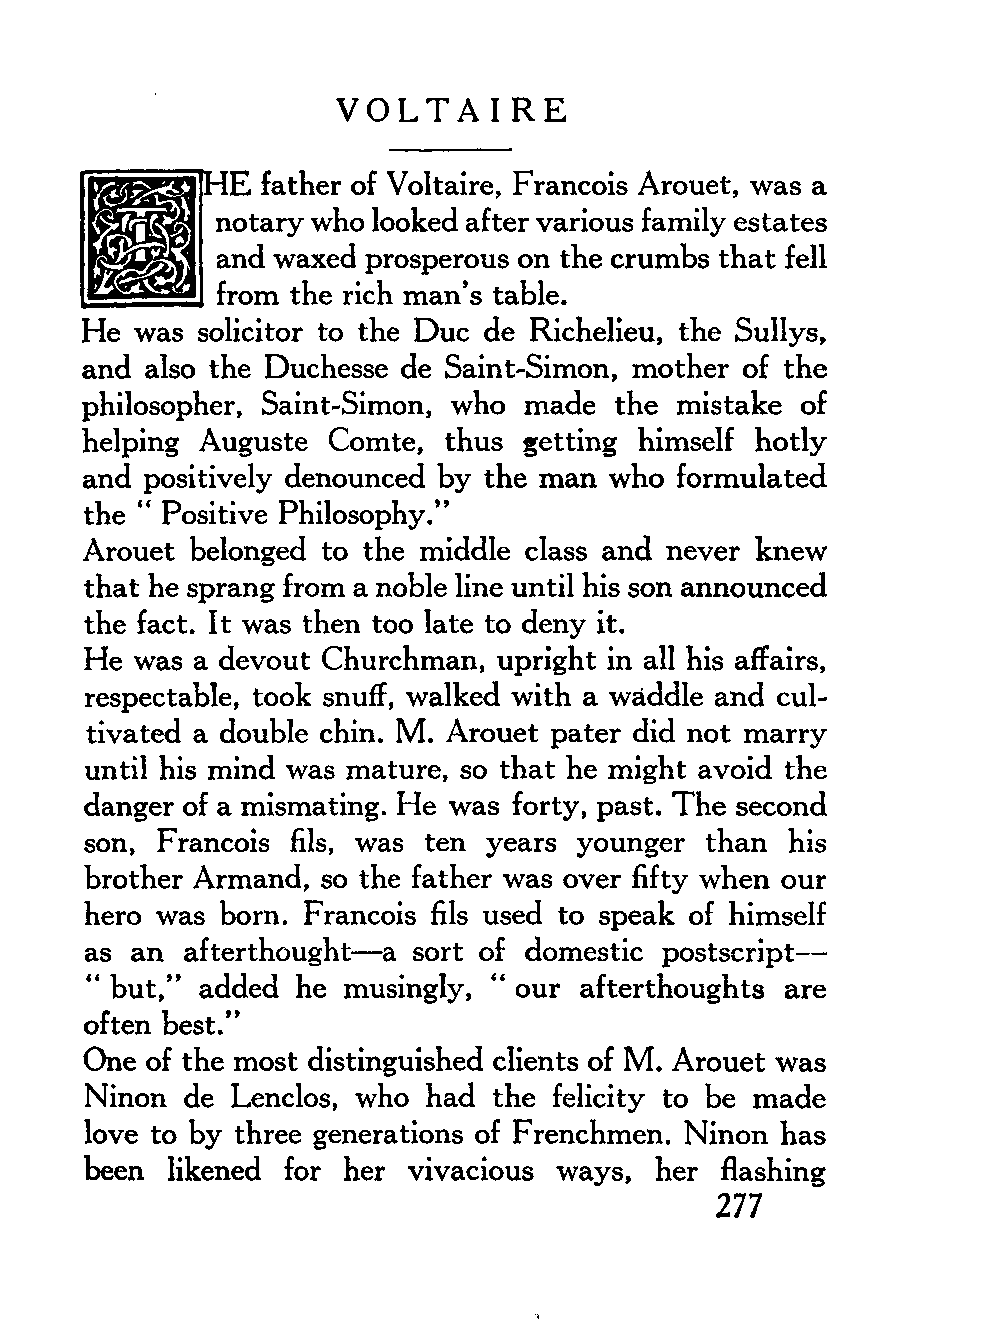 VOLTAIRE
THE father of Voltaire, Francois Arouet, was a
notary who looked after various family estates
and waxed prosperous on the crumbs that fell
from the rich man's table.
He was solicitor to the Duc de Richelieu, the Sullys,
and also the Duchesse de Saint-Simon, mother of the
philosopher, Saint-Simon, who made the mistake of
helping Auguste Comte, thus getting himself hotly
and positively denounced by the man who formulated
the " Positive Philosophy."
Arouet belonged to the middle class and never knew
that he sprang from a noble line until his son announced
the fact. It was then too late to deny it.
He was a devout Churchman, upright in all his affairs,
respectable, took snuff, walked with a waddle and cul-
tivated a double chin. M. Arouet pater did not marry
until his mind was mature, so that he might avoid the
danger of a mismating. He was forty, past. The second
son, Francois fils, was ten years younger than his
brother Armand, so the father was over fifty when our
hero was born. Francois fils used to speak of himself
as an afterthought—a sort of domestic postscript—
" but," added he musingly, " our afterthoughts are
often best."
One of the most distinguished clients of M. Arouet was
Ninon de Lenclos, who had the felicity to be made
love to by three generations of Frenchmen. Ninon has
been likened for her vivacious ways, her flashing
277